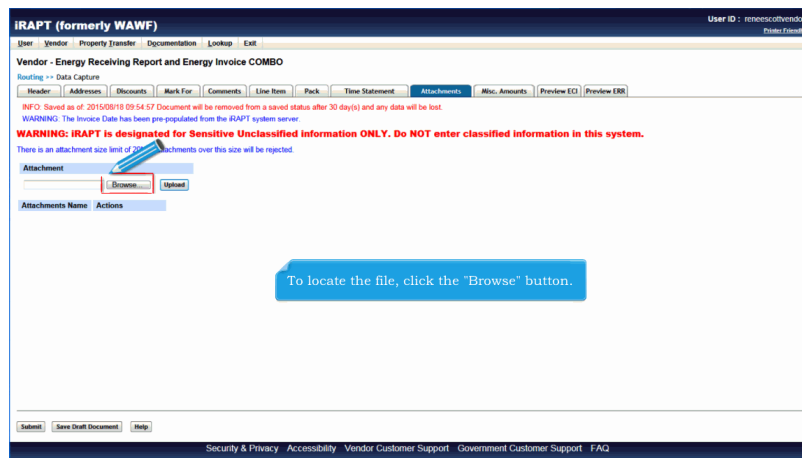 iRAPT (formerly WAWF)
User ID : reneescottvendo
Printer Friendl
User Vendor Property Transfer Documentation Lookup Exit
Vendor - Energy Receiving Report and Energy Invoice COMBO
Routing >> Data Capture
Header Addresses Discounts Mark For Comments Line Item Pack Time Statement Attachments Misc. Amounts Preview ECI Preview ERR
INFO: Saved as of: 2015/08/18 09:54:57 Document will be removed from a saved status after 30 day(s) and any data will be lost.
WARNING: The Invoice Date has been pre-populated from the iRAPT system server.
WARNING: iRAPT is designated for Sensitive Unclassified information ONLY. Do NOT enter classified information in this system.
There is an attachment size limit of achments over this size will be rejected.
Attachment
Browse... Upload
Attachments Name Actions
To locate the file, click the "Browse" button.
Submit Save Draft Document Help
Security & Privacy Accessibility Vendor Customer Support Government Customer Support FAQ